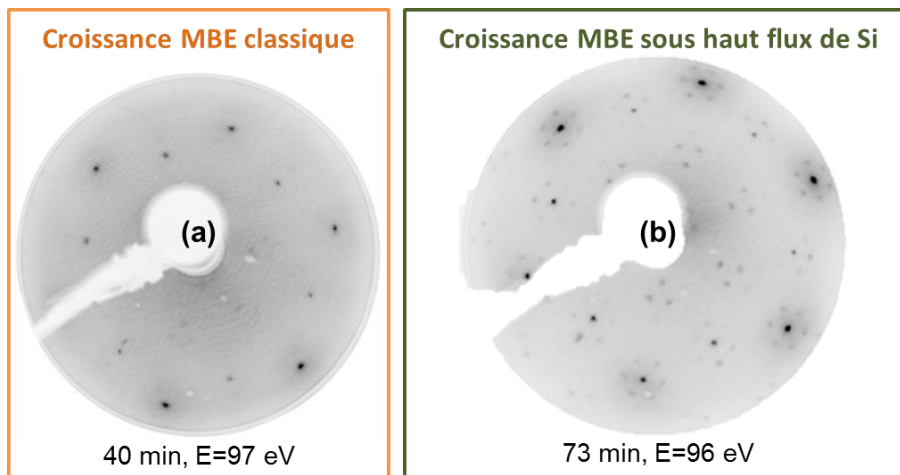 Croissance MBE classique
(a)
40 min, E=97 eV
Croissance MBE sous haut flux de Si
(b)
73 min, E=96 eV